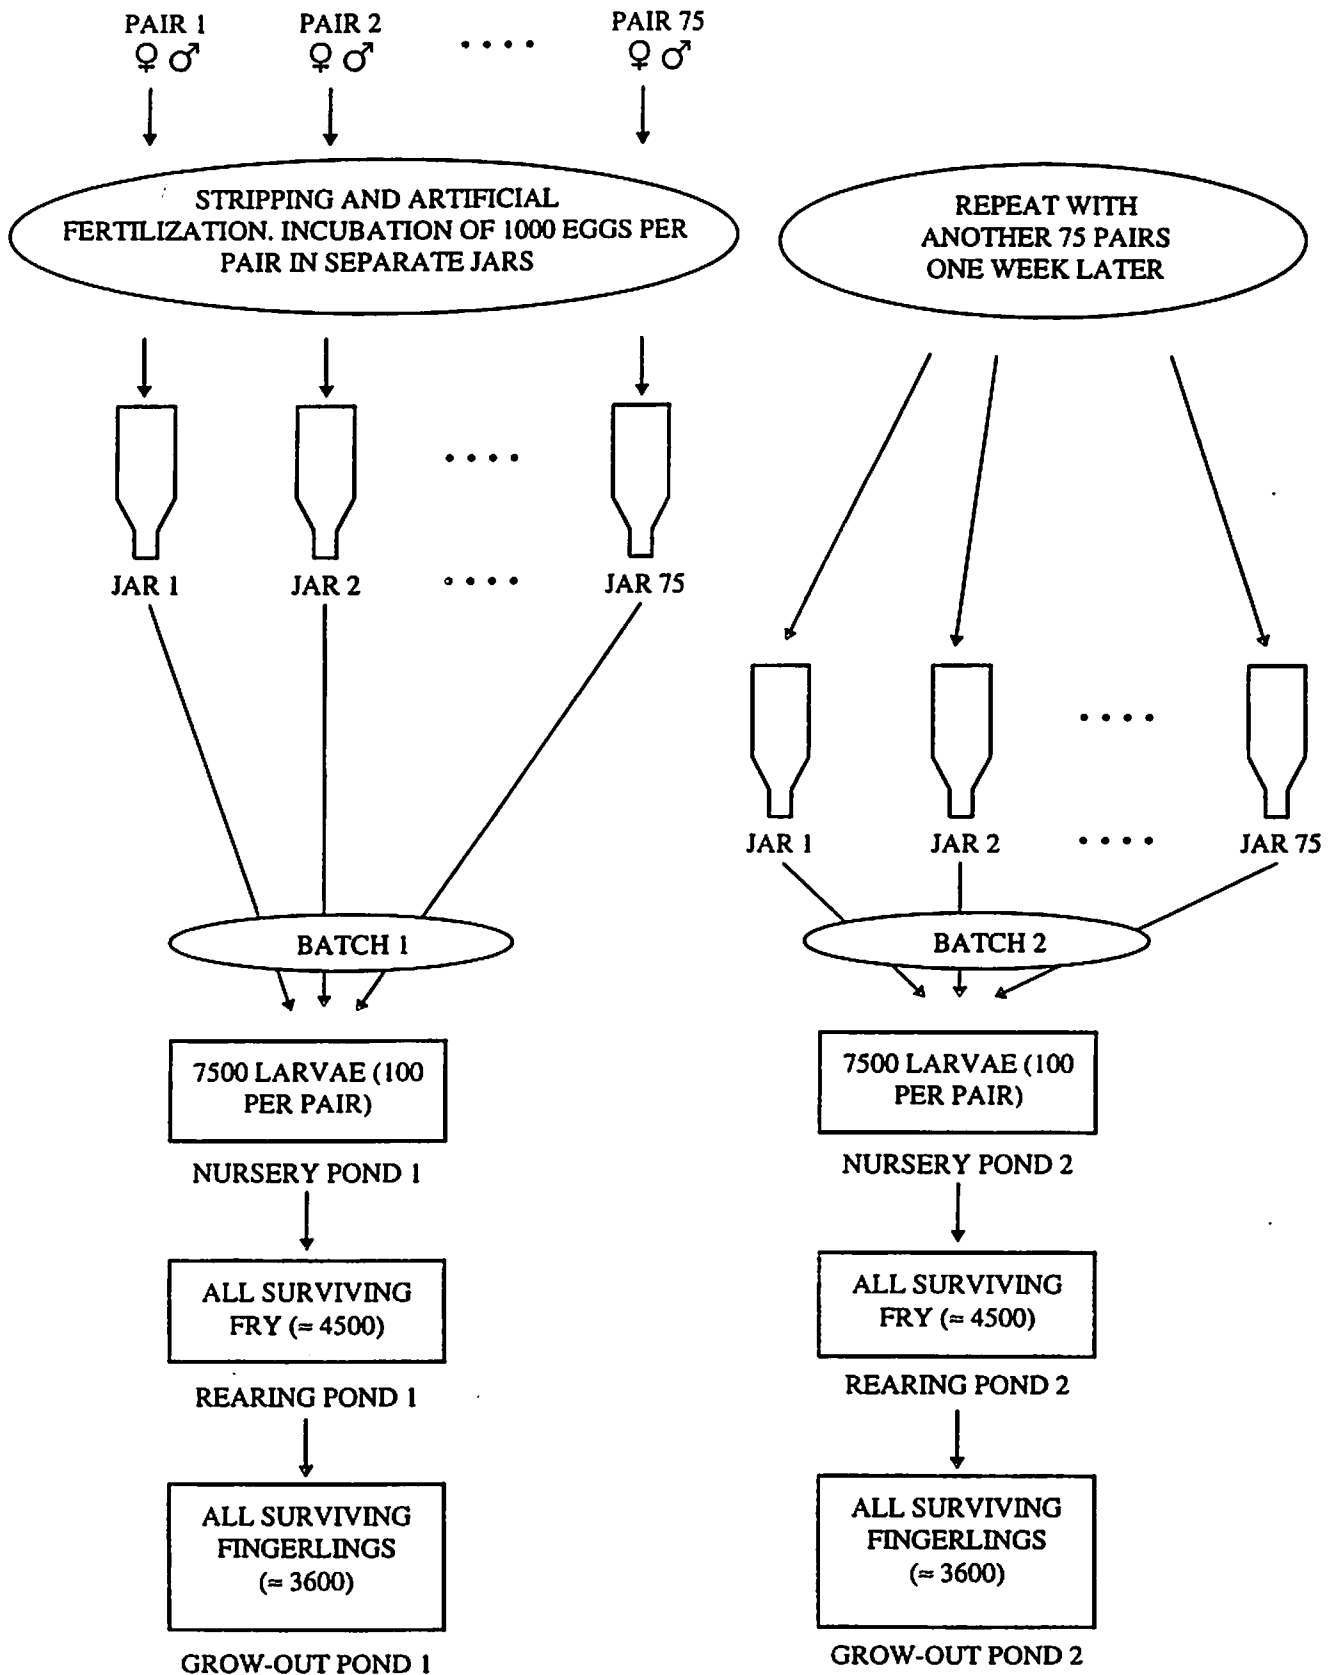 PAIR 1
PAIR 2
....
PAIR 75
♀ ♂
♀ ♂
♀ ♂
STRIPPING AND ARTIFICIAL
FERTILIZATION. INCUBATION OF 1000 EGGS PER
PAIR IN SEPARATE JARS
REPEAT WITH
ANOTHER 75 PAIRS
ONE WEEK LATER
....
JAR 1
JAR 2
....
JAR 75
....
JAR 1
JAR 2
....
JAR 75
BATCH 1
BATCH 2
7500 LARVAE (100
PER PAIR)
NURSERY POND 1
7500 LARVAE (100
PER PAIR)
NURSERY POND 2
ALL SURVIVING
FRY (≈ 4500)
REARING POND 1
ALL SURVIVING
FRY (≈ 4500)
REARING POND 2
ALL SURVIVING
FINGERLINGS
(≈ 3600)
GROW-OUT POND 1
ALL SURVIVING
FINGERLINGS
(≈ 3600)
GROW-OUT POND 2